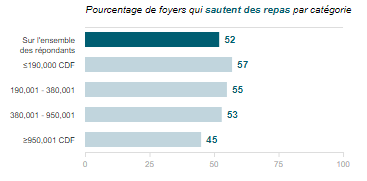 Pourcentage de foyers qui sautent des repas par catégorie
Sur l'ensemble
des répondants
52
≤190,000 CDF
57
190,001 - 380,001
55
380,001 - 950,001
53
≥950,001 CDF
45
0
25
50
75
100